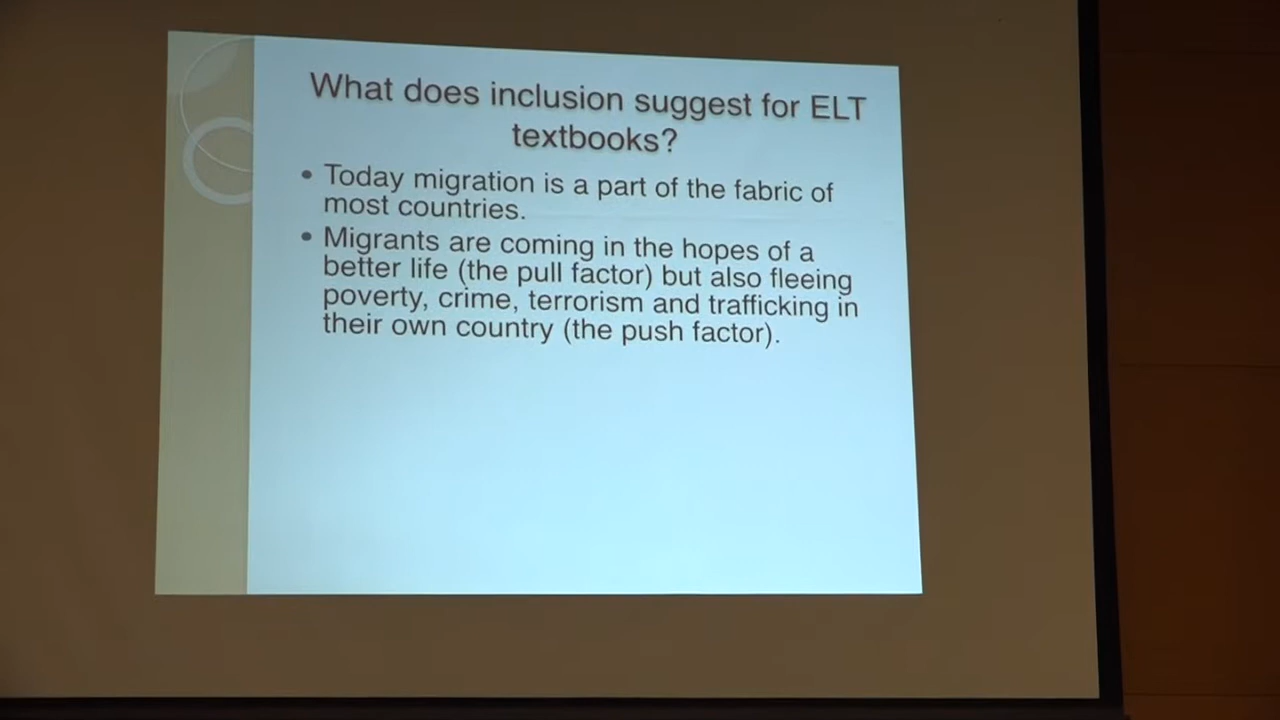 What does inclusion suggest for ELT
textbooks?
• Today migration is a part of the fabric of
most countries.
• Migrants are coming in the hopes of a
better life (the pull factor) but also fleeing
poverty, crime, terrorism and trafficking in
their own country (the push factor).